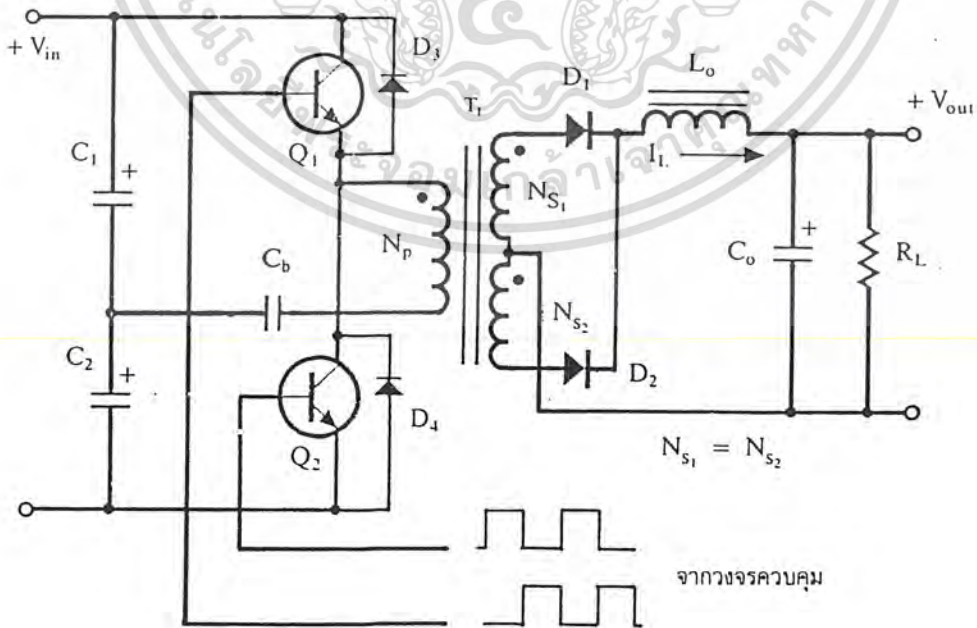 + V_in
D_3
Q_1
C_1 +
C_b
N_p
T_1
D_1
L_o
+ V_out
I_L
N_S1
C_o +
R_L
C_2 +
Q_2
D_4
N_s2
D_2
N_s1 = N_s2
จากวงจรควบคุม